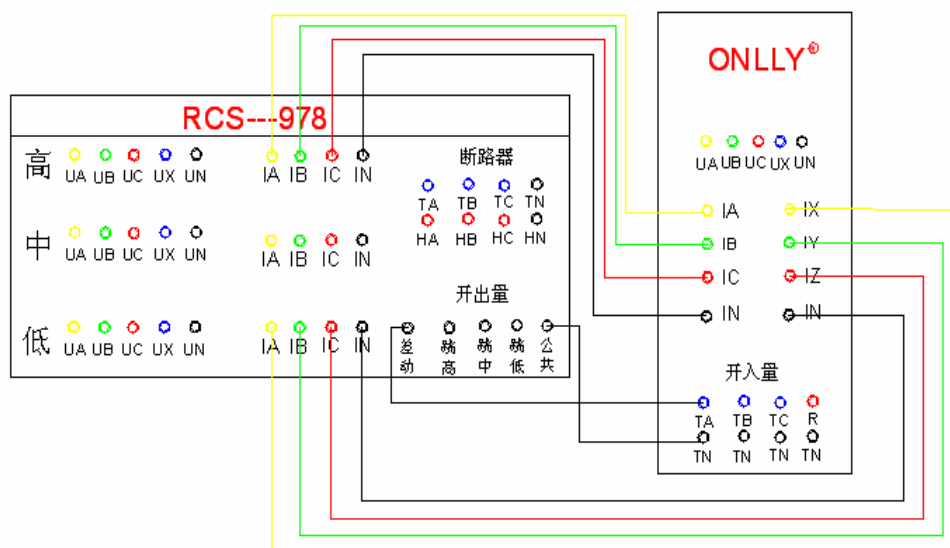 ONLLY®
RCS---978
高 UA UB UC UX UN IA IB IC IN
断路器
TA TB TC TN
HA HB HC HN
中 UA UB UC UX UN IA IB IC IN
开出量
低 UA UB UC UX UN IA IB IC IN
差动 跳高 跳中 跳低 公共
UA UB UC UX UN
IA IX
IB IY
IC IZ
IN IN
开入量
TA TB TC R
TN TN TN TN